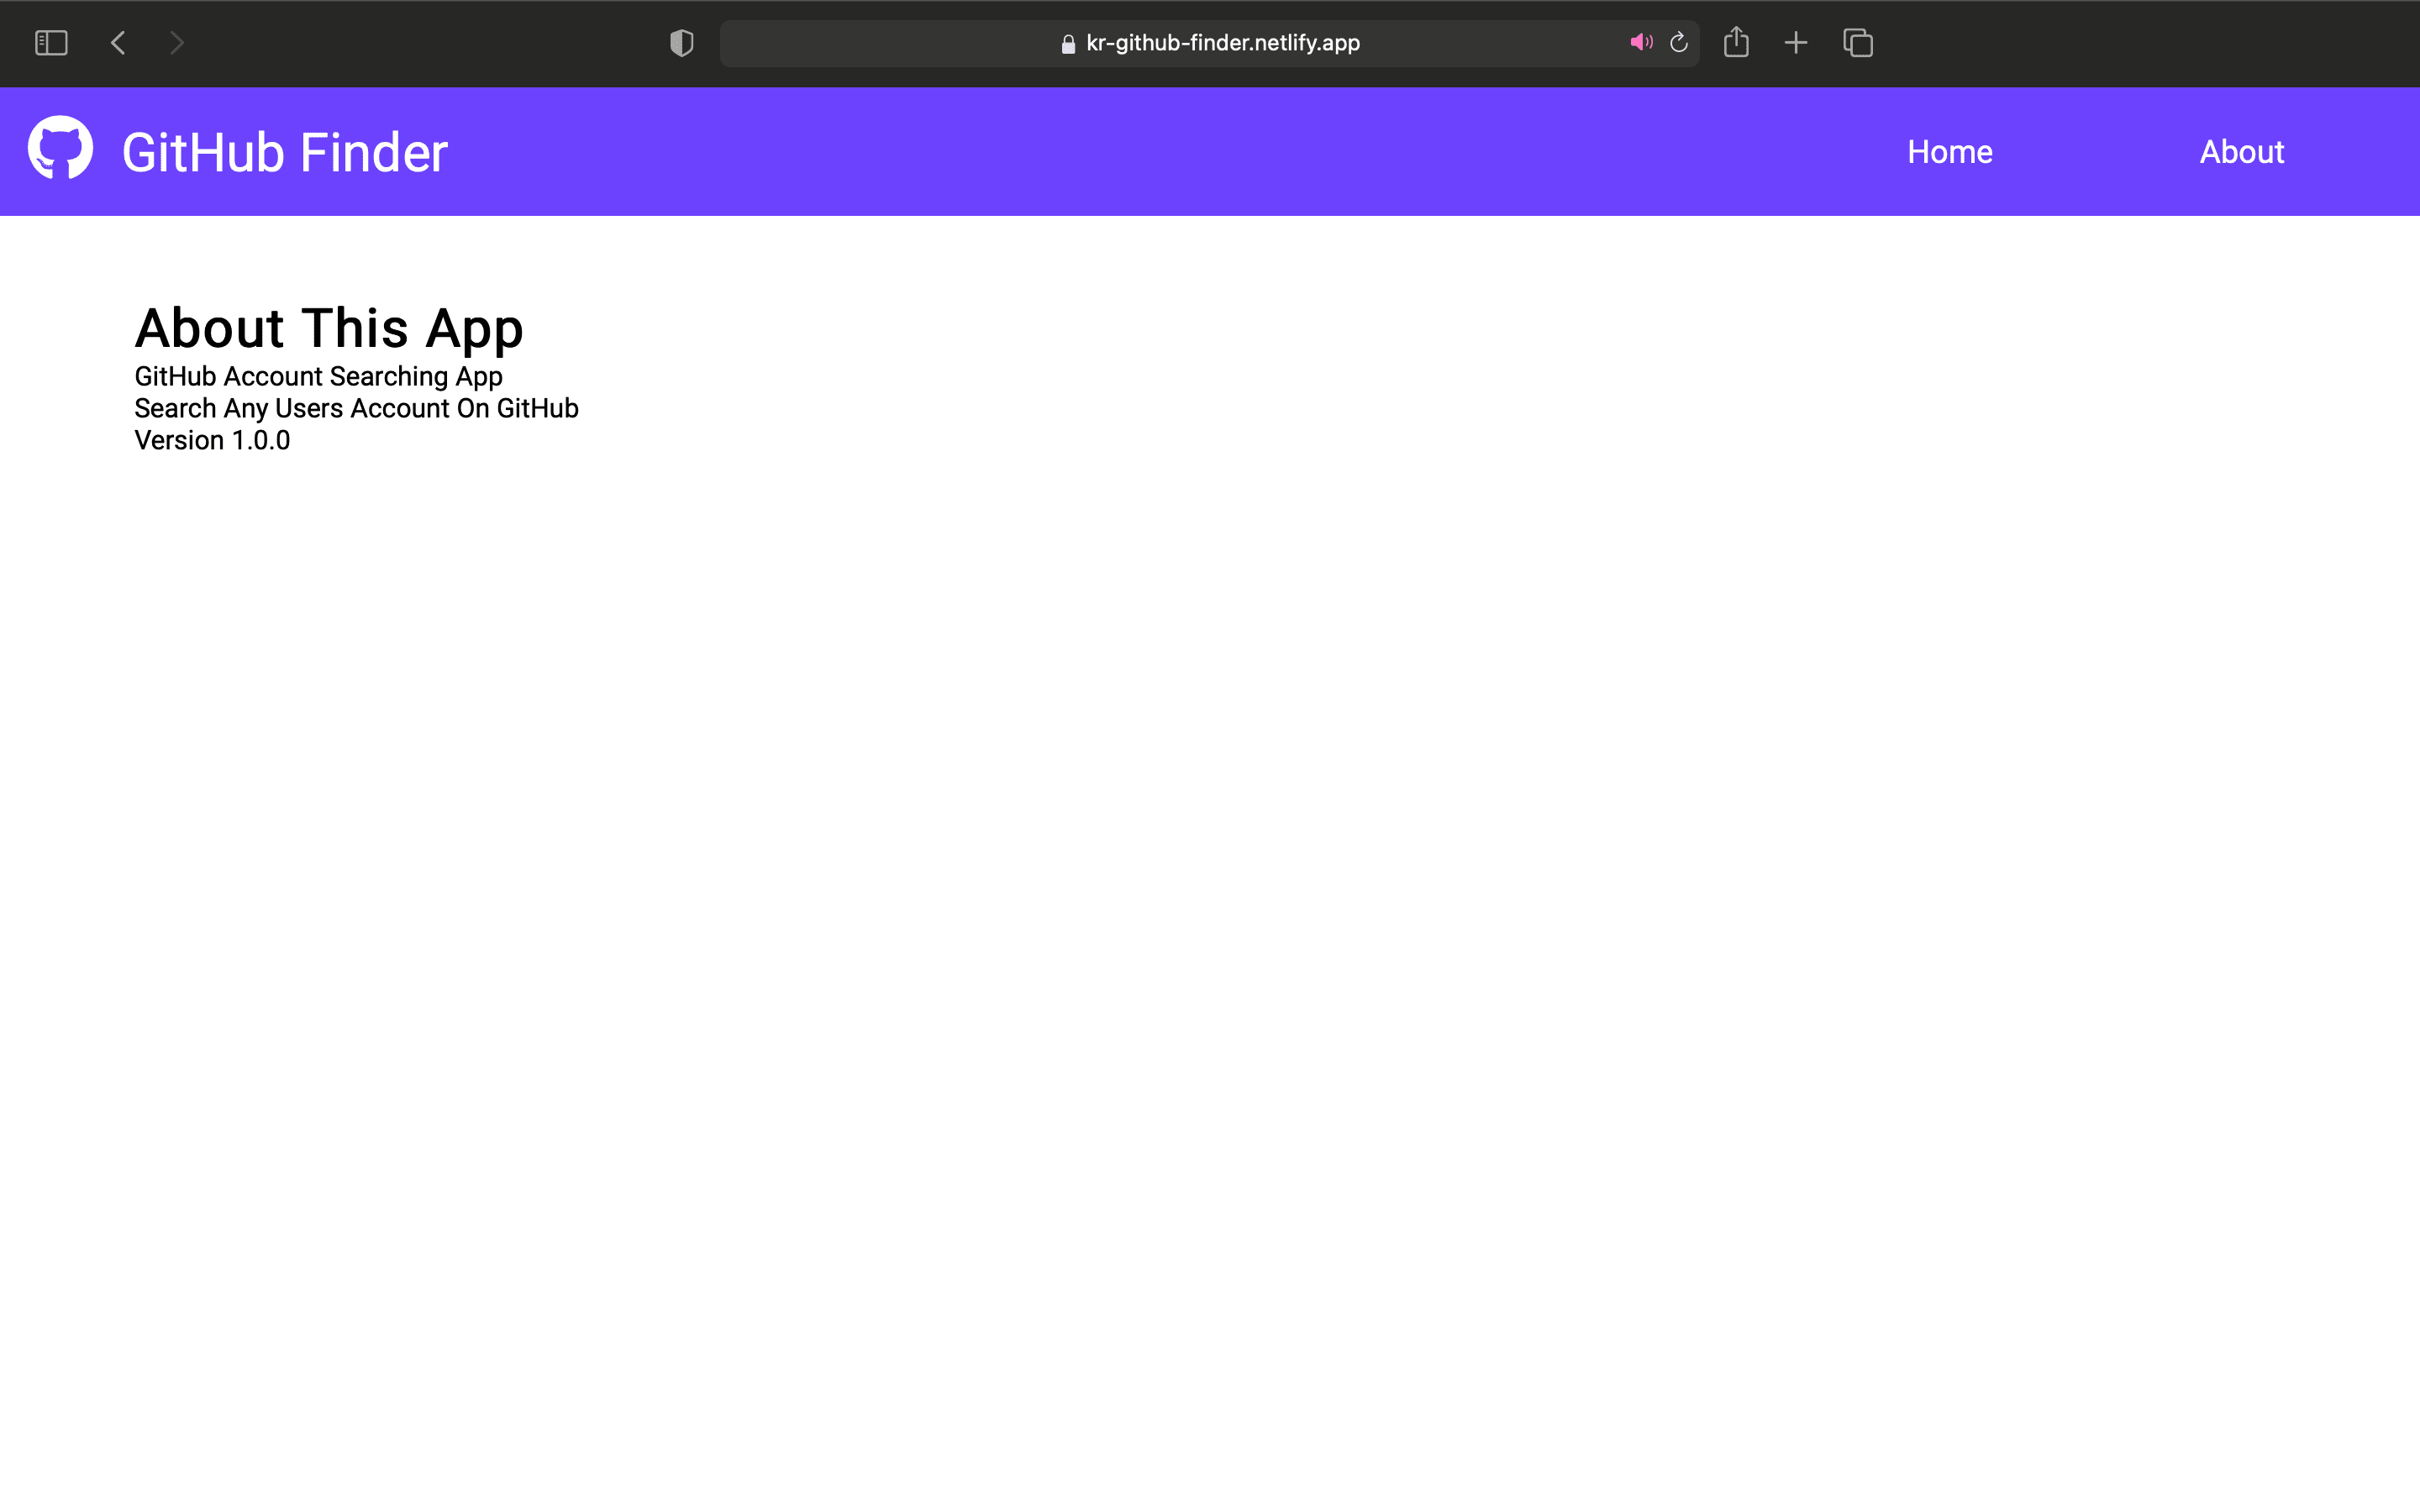 kr-github-finder.netlify.app
GitHub Finder
Home
About
About This App
GitHub Account Searching App
Search Any Users Account On GitHub
Version 1.0.0